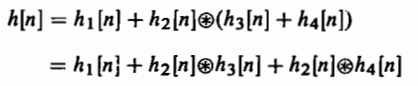 h[n] = h₁[n] + h₂[n]⊛(h₃[n] + h₄[n])
= h₁[n} + h₂[n]⊛h₃[n] + h₂[n]⊛h₄[n]